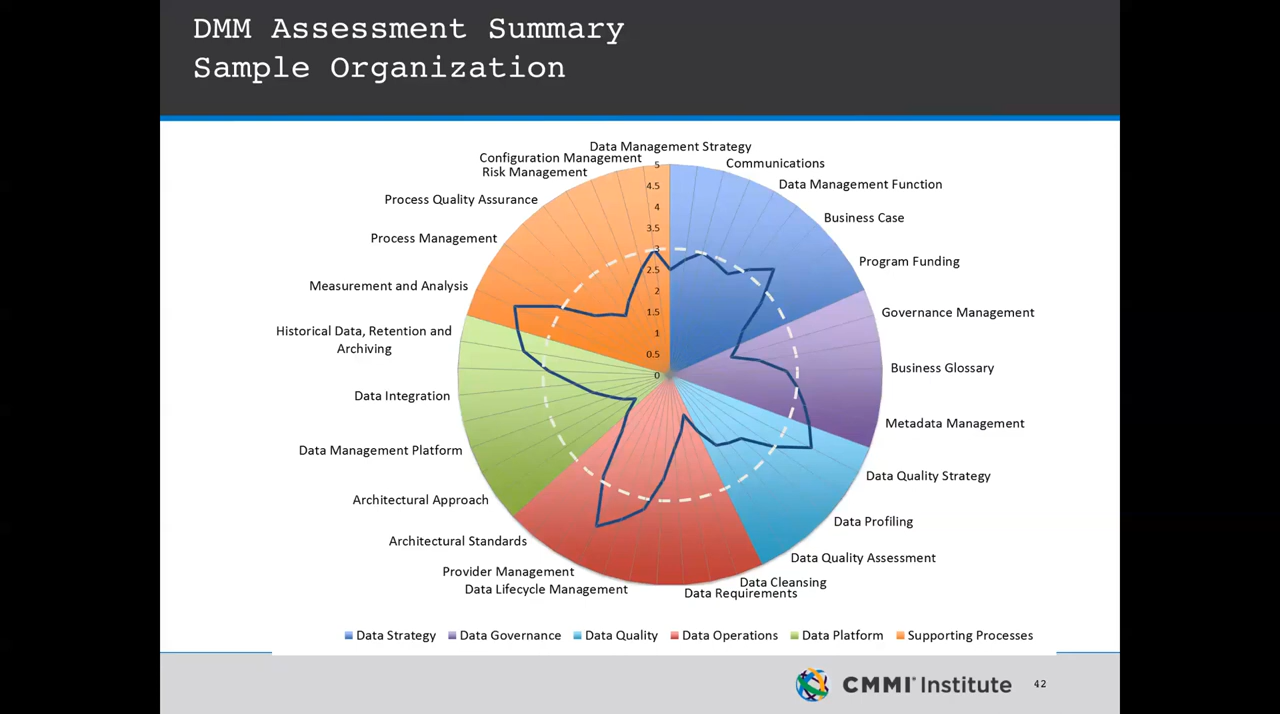 DMM Assessment Summary
Sample Organization
Data Management Strategy
Communications
Data Management Function
Business Case
Program Funding
Governance Management
Business Glossary
Metadata Management
Data Quality Strategy
Data Profiling
Data Quality Assessment
Data Cleansing
Data Requirements
Data Lifecycle Management
Provider Management
Architectural Standards
Architectural Approach
Data Management Platform
Data Integration
Historical Data, Retention and
Archiving
Measurement and Analysis
Process Management
Process Quality Assurance
Risk Management
Configuration Management
5
4.5
4
3.5
3
2.5
2
1.5
1
0.5
0
Data Strategy
Data Governance
Data Quality
Data Operations
Data Platform
Supporting Processes
CMMI® Institute
42